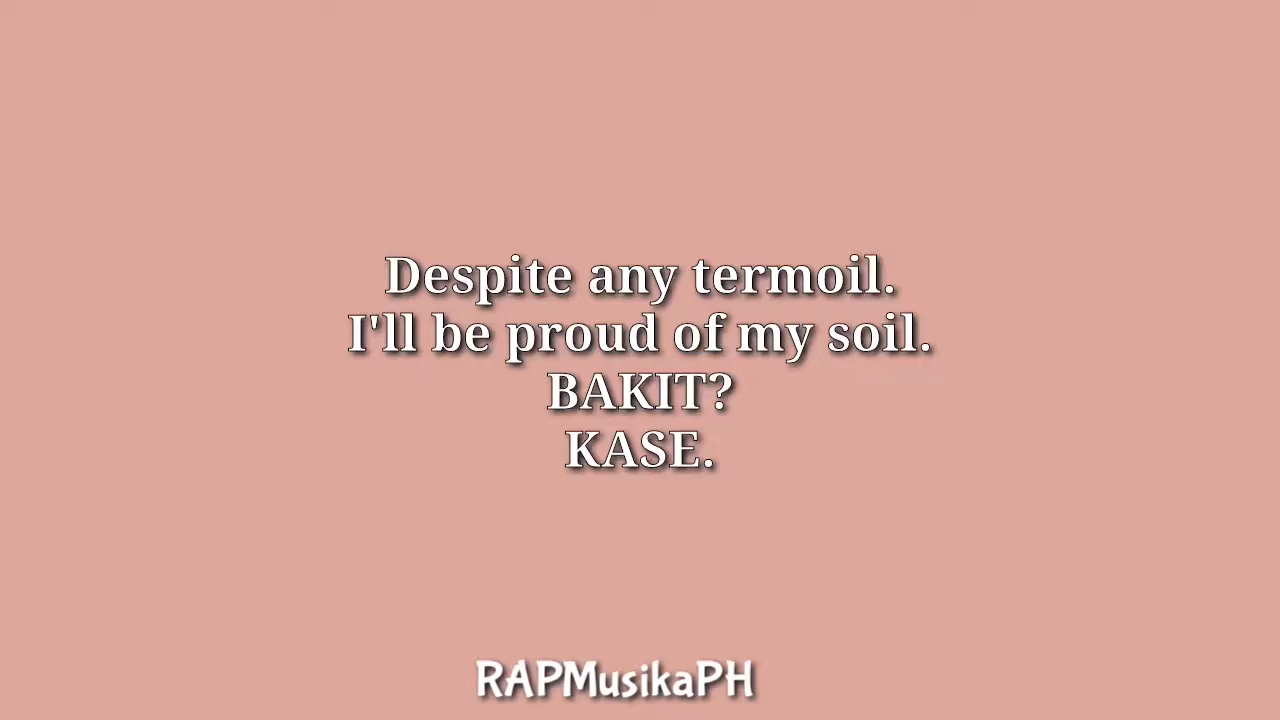 Despite any termoil.
I'll be proud of my soil.
BAKIT?
KASE.
RAPMusikaPH